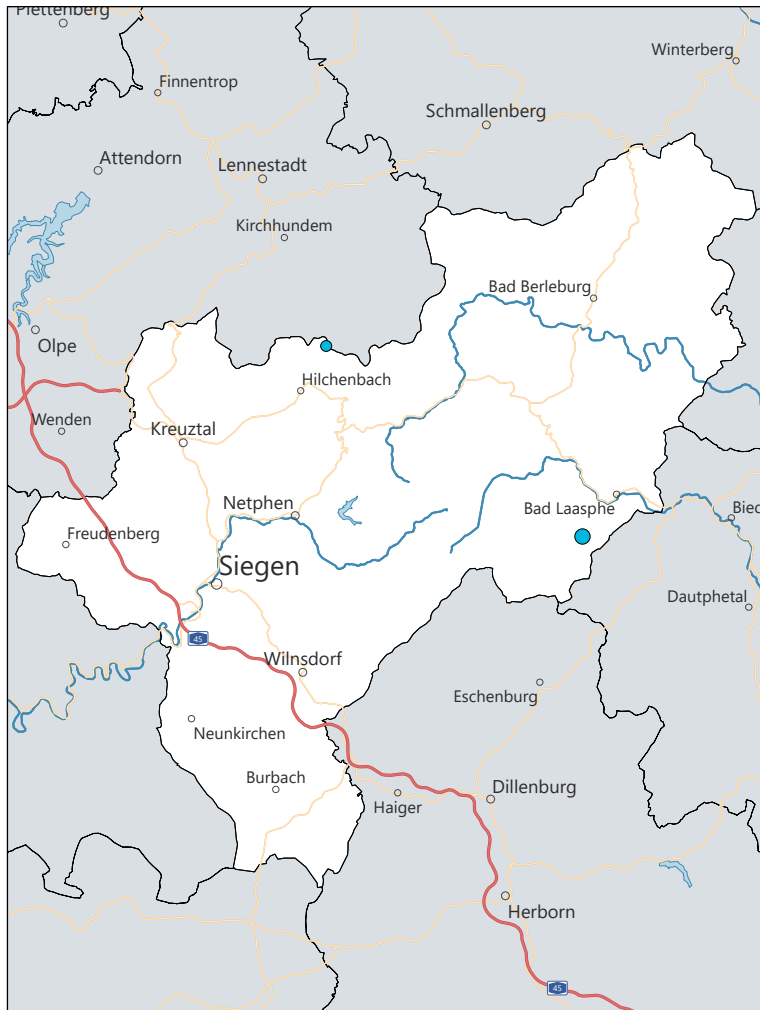 Plettenberg
Winterberg
Finnentrop
Schmallenberg
Attendorn
Lennestadt
Kirchhundem
Bad Berleburg
Olpe
Hilchenbach
Wenden
Kreuztal
Netphen
Bad Laasphe
Bied
Freudenberg
Siegen
Dautphetal
45
Wilnsdorf
Eschenburg
Neunkirchen
Burbach
Haiger
Dillenburg
Herborn
45